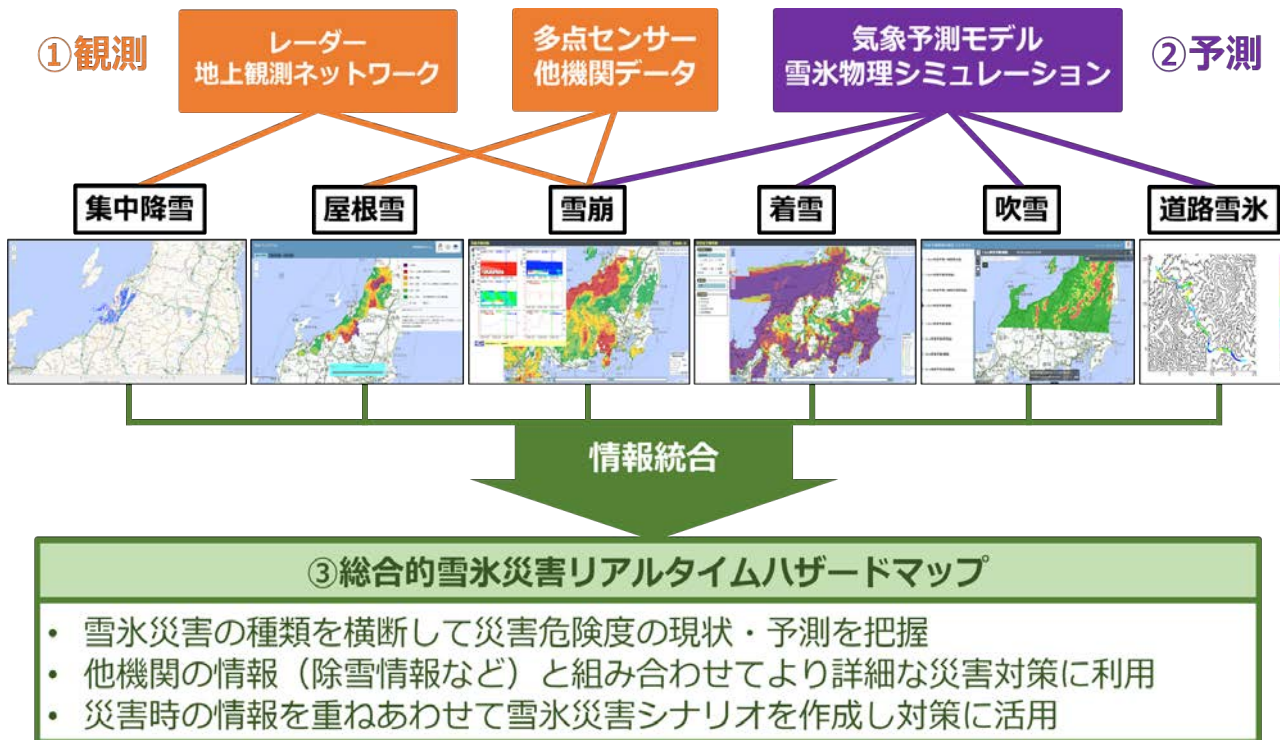 ①観測
レーダー
地上観測ネットワーク
多点センサー
他機関データ
気象予測モデル
雪氷物理シミュレーション
②予測
集中降雪
屋根雪
雪崩
着雪
吹雪
道路雪氷
情報統合
③総合的雪氷災害リアルタイムハザードマップ
• 雪氷災害の種類を横断して災害危険度の現状・予測を把握
• 他機関の情報（除雪情報など）と組み合わせてより詳細な災害対策に利用
• 災害時の情報を重ねあわせて雪氷災害シナリオを作成し対策に活用